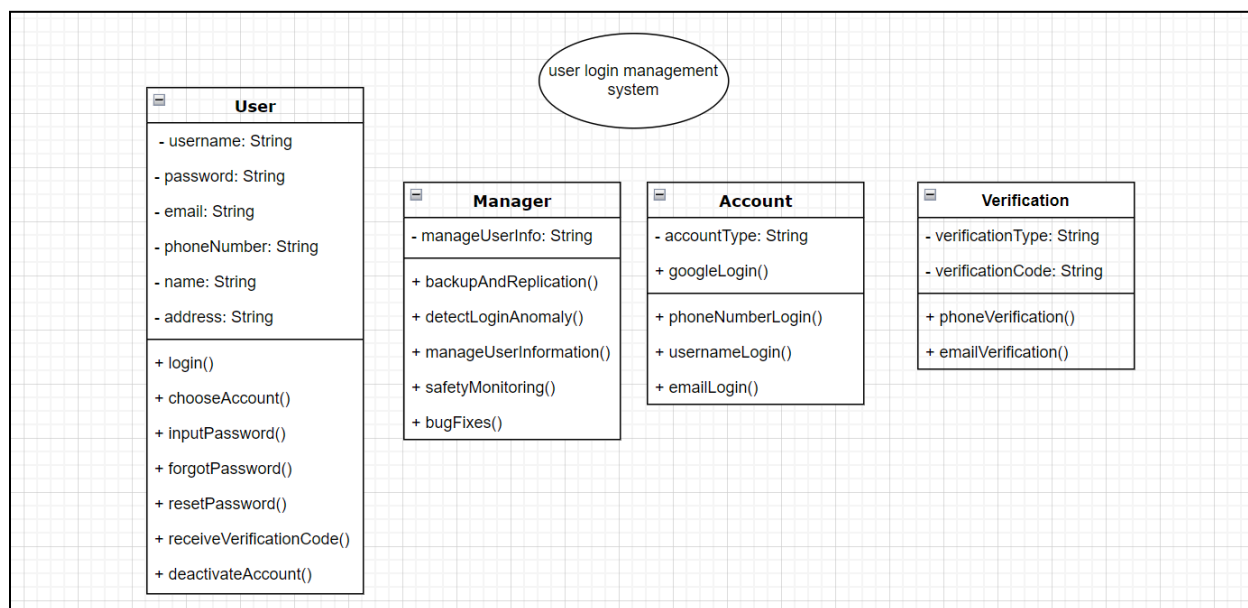 user login management
system
User
- username: String
- password: String
- email: String
- phoneNumber: String
- name: String
- address: String
+ login()
+ chooseAccount()
+ inputPassword()
+ forgotPassword()
+ resetPassword()
+ receiveVerificationCode()
+ deactivateAccount()
Manager
- manageUserInfo: String
+ backupAndReplication()
+ detectLoginAnomaly()
+ manageUserInformation()
+ safetyMonitoring()
+ bugFixes()
Account
- accountType: String
+ googleLogin()
+ phoneNumberLogin()
+ usernameLogin()
+ emailLogin()
Verification
- verificationType: String
- verificationCode: String
+ phoneVerification()
+ emailVerification()